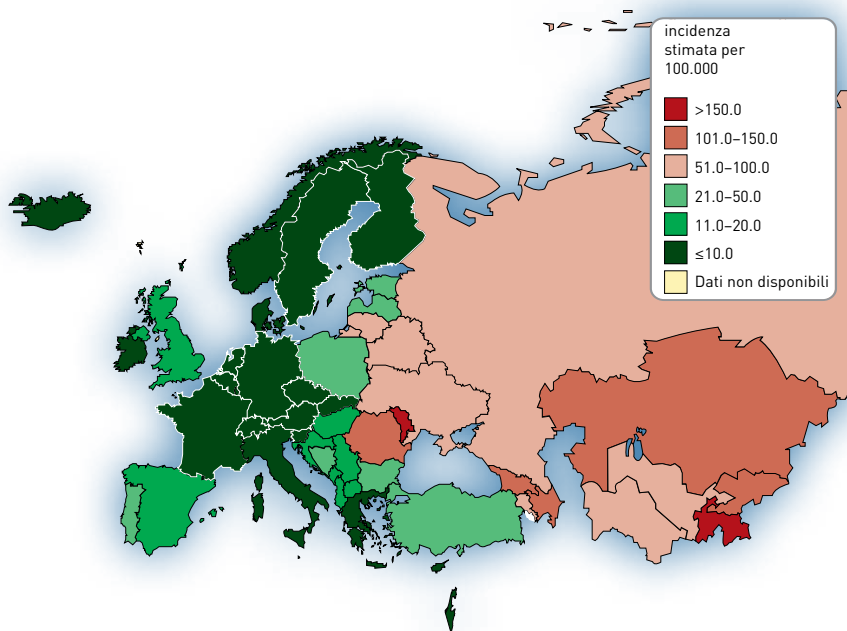 incidenza
stimata per
100.000
>150.0
101.0–150.0
51.0–100.0
21.0–50.0
11.0–20.0
≤10.0
Dati non disponibili